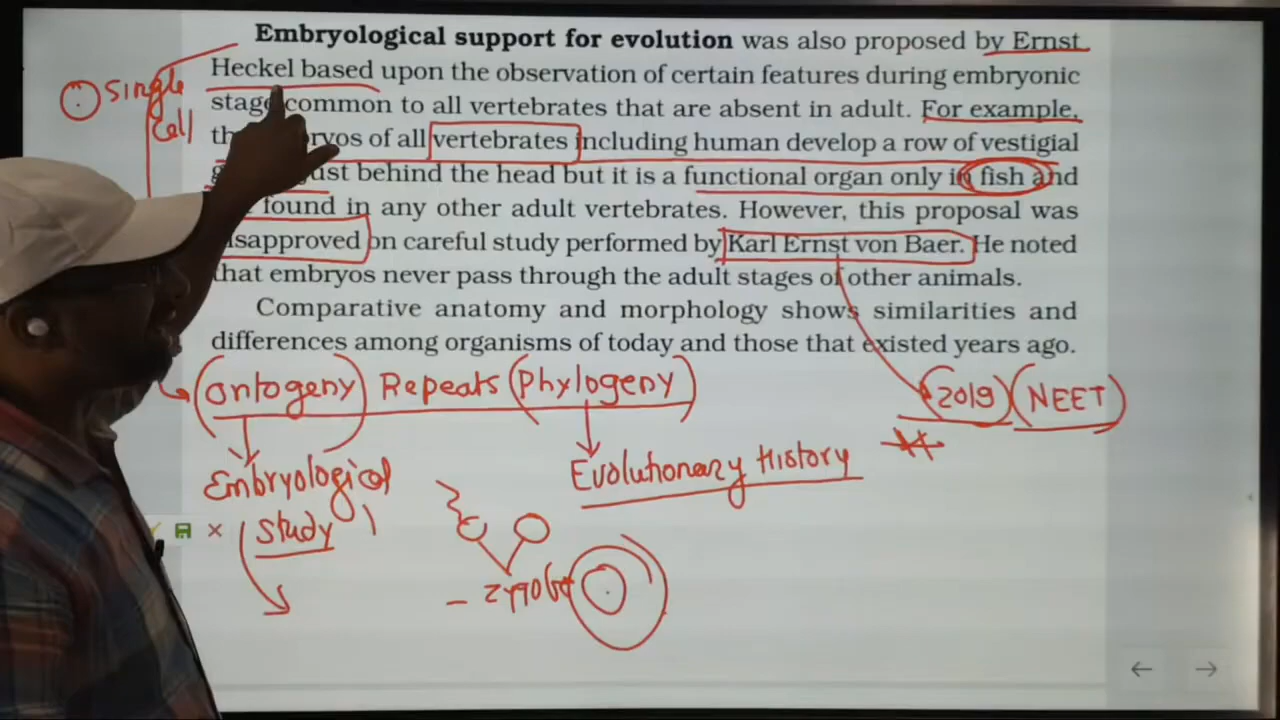 Embryological support for evolution was also proposed by Ernst
Heckel based upon the observation of certain features during embryonic
single
stage common to all vertebrates that are absent in adult. For example,
cell
embryos of all vertebrates including human develop a row of vestigial
just behind the head but it is a functional organ only in fish and
found in any other adult vertebrates. However, this proposal was
disapproved on careful study performed by Karl Ernst von Baer. He noted
that embryos never pass through the adult stages of other animals.
Comparative anatomy and morphology shows similarities and
differences among organisms of today and those that existed years ago.
(Ontogeny) Repeats (Phylogeny)
(2019) (NEET)
Evolutionary History
Embryological
study
- zygote